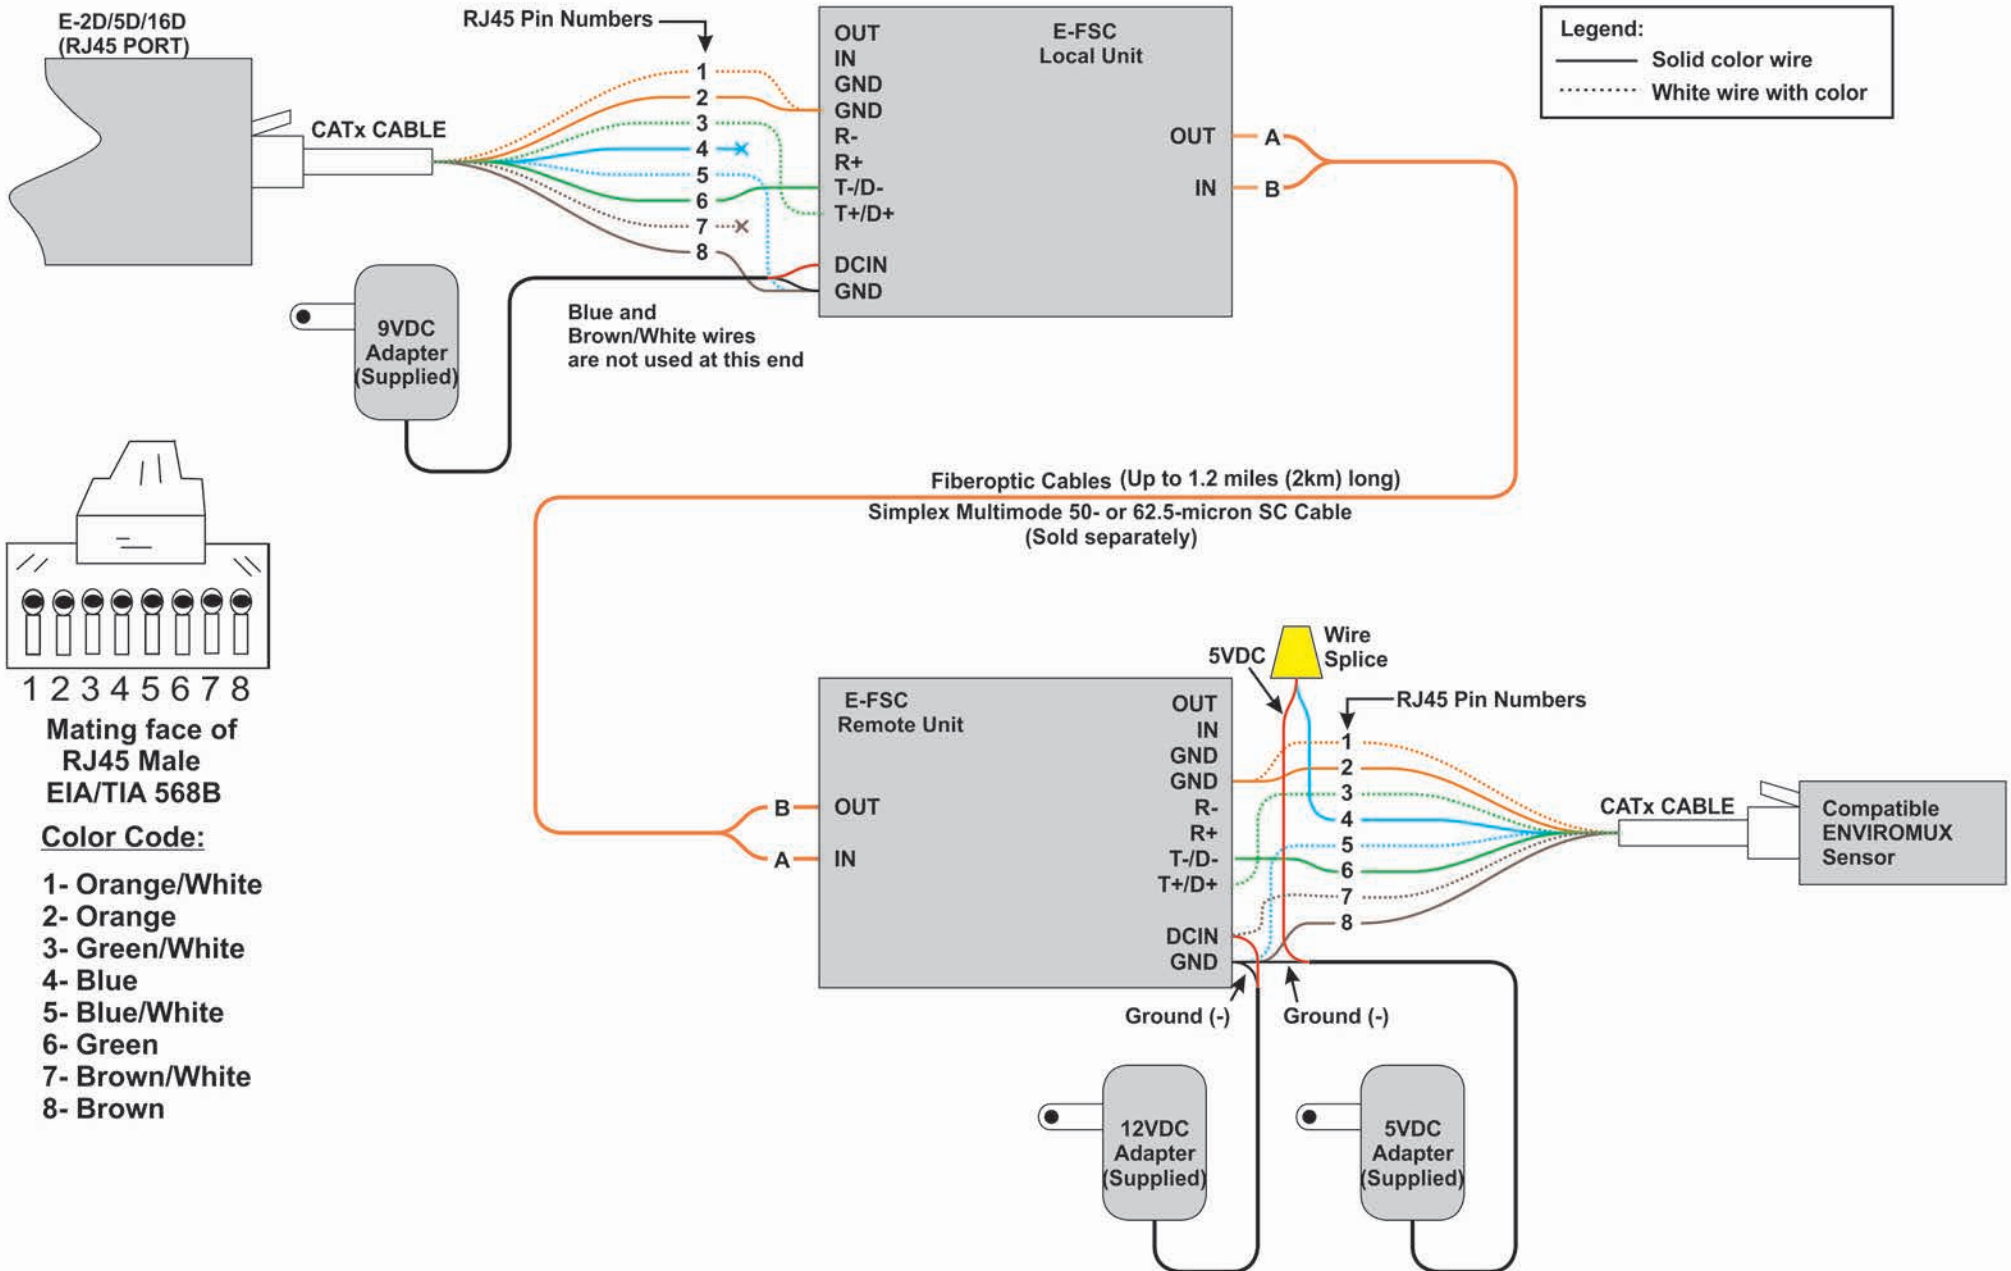 E-2D/5D/16D
(RJ45 PORT)
CATx CABLE
RJ45 Pin Numbers
1
2
3
4
5
6
7
8
OUT
IN
GND
GND
R-
R+
T-/D-
T+/D+
DCIN
GND
E-FSC
Local Unit
OUT
IN
A
B
Legend:
Solid color wire
White wire with color
9VDC
Adapter
(Supplied)
Blue and
Brown/White wires
are not used at this end
Fiberoptic Cables (Up to 1.2 miles (2km) long)
Simplex Multimode 50- or 62.5-micron SC Cable
(Sold separately)
1 2 3 4 5 6 7 8
Mating face of
RJ45 Male
EIA/TIA 568B
Color Code:
1- Orange/White
2- Orange
3- Green/White
4- Blue
5- Blue/White
6- Green
7- Brown/White
8- Brown
B
A
E-FSC
Remote Unit
OUT
IN
OUT
IN
GND
GND
R-
R+
T-/D-
T+/D+
DCIN
GND
5VDC
Wire
Splice
RJ45 Pin Numbers
1
2
3
4
5
6
7
8
CATx CABLE
Compatible
ENVIROMUX
Sensor
Ground (-)
Ground (-)
12VDC
Adapter
(Supplied)
5VDC
Adapter
(Supplied)